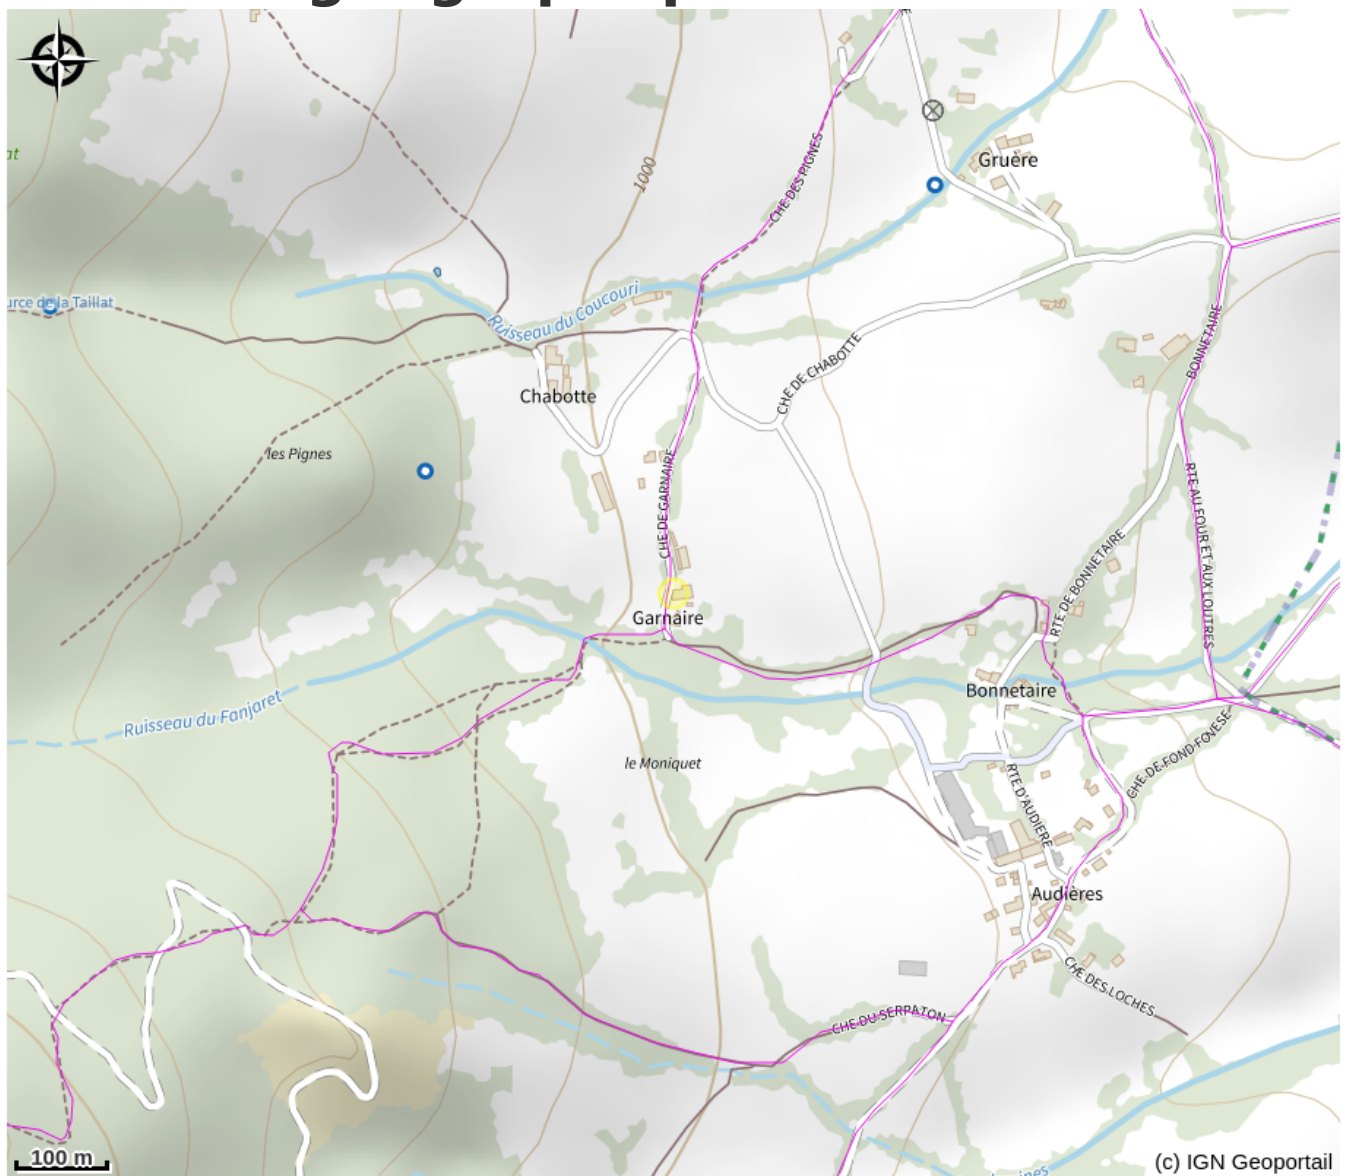 Gruère
1000
CHE DES PIGNES
at
urce de la Taillat
Ruisseau du Coucouri
BONNETAIRE
CHE DE CHABOTTE
Chabotte
les Pignes
CHE DE GARNAIRE
RTE AU FOUR ET AUX LOUTRES
RTE DE BONNETAIRE
Garnaire
Bonnetaire
Ruisseau du Fanjaret
le Moniquet
CHE DE FOND FOVESE
RTE D'AUDIERE
Audières
CHE DES LOCHES
CHE DU SERPATON
100 m
(c) IGN Geoportail